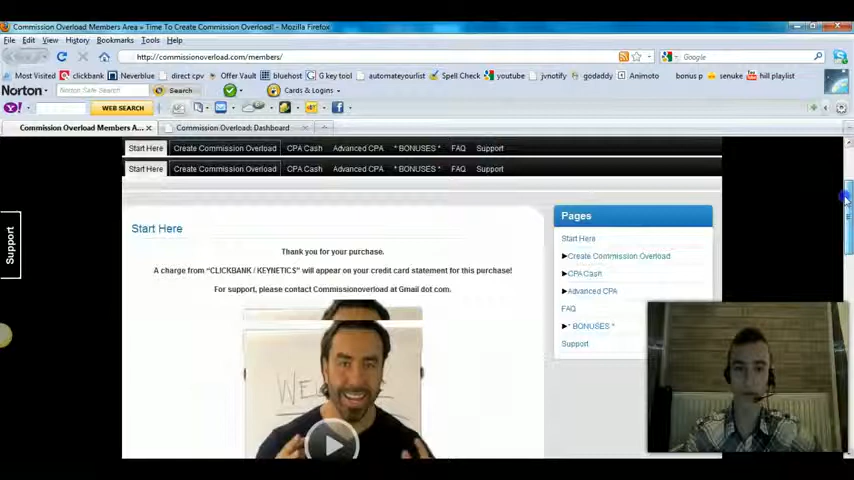 Commission Overload Members Area » Time To Create Commission Overload! - Mozilla Firefox
File Edit View History Bookmarks Tools Help
http://commissionoverload.com/members/
Google
Most Visited clickbank Neverblue direct cpv Offer Vault bluehost G key tool automateyourlist Spell Check youtube jvnotify godaddy Animoto bonus p senuke hill playlist
Norton Norton Safe Search Search Cards & Logins
WEB SEARCH
Commission Overload Members A... Commission Overload: Dashboard
Start Here Create Commission Overload CPA Cash Advanced CPA * BONUSES * FAQ Support
Start Here Create Commission Overload CPA Cash Advanced CPA * BONUSES * FAQ Support
Support
Start Here
Thank you for your purchase.
A charge from “CLICKBANK / KEYNETICS” will appear on your credit card statement for this purchase!
For support, please contact Commissionoverload at Gmail dot com.
WEL
Pages
Start Here
Create Commission Overload
CPA Cash
Advanced CPA
FAQ
* BONUSES *
Support